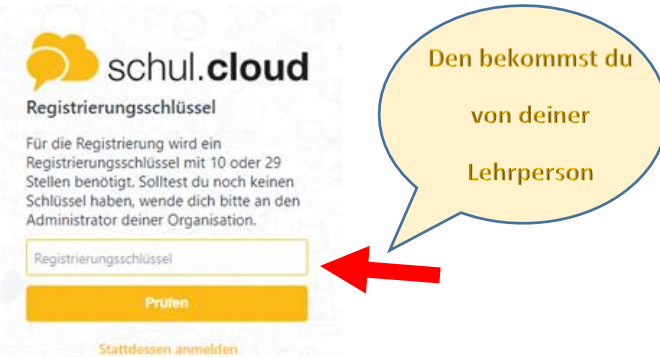 schul.cloud
Registrierungsschlüssel
Für die Registrierung wird ein
Registrierungsschlüssel mit 10 oder 29
Stellen benötigt. Solltest du noch keinen
Schlüssel haben, wende dich bitte an den
Administrator deiner Organisation.
Registrierungsschlüssel
Prüfen
Stattdessen anmelden
Den bekommst du
von deiner
Lehrperson